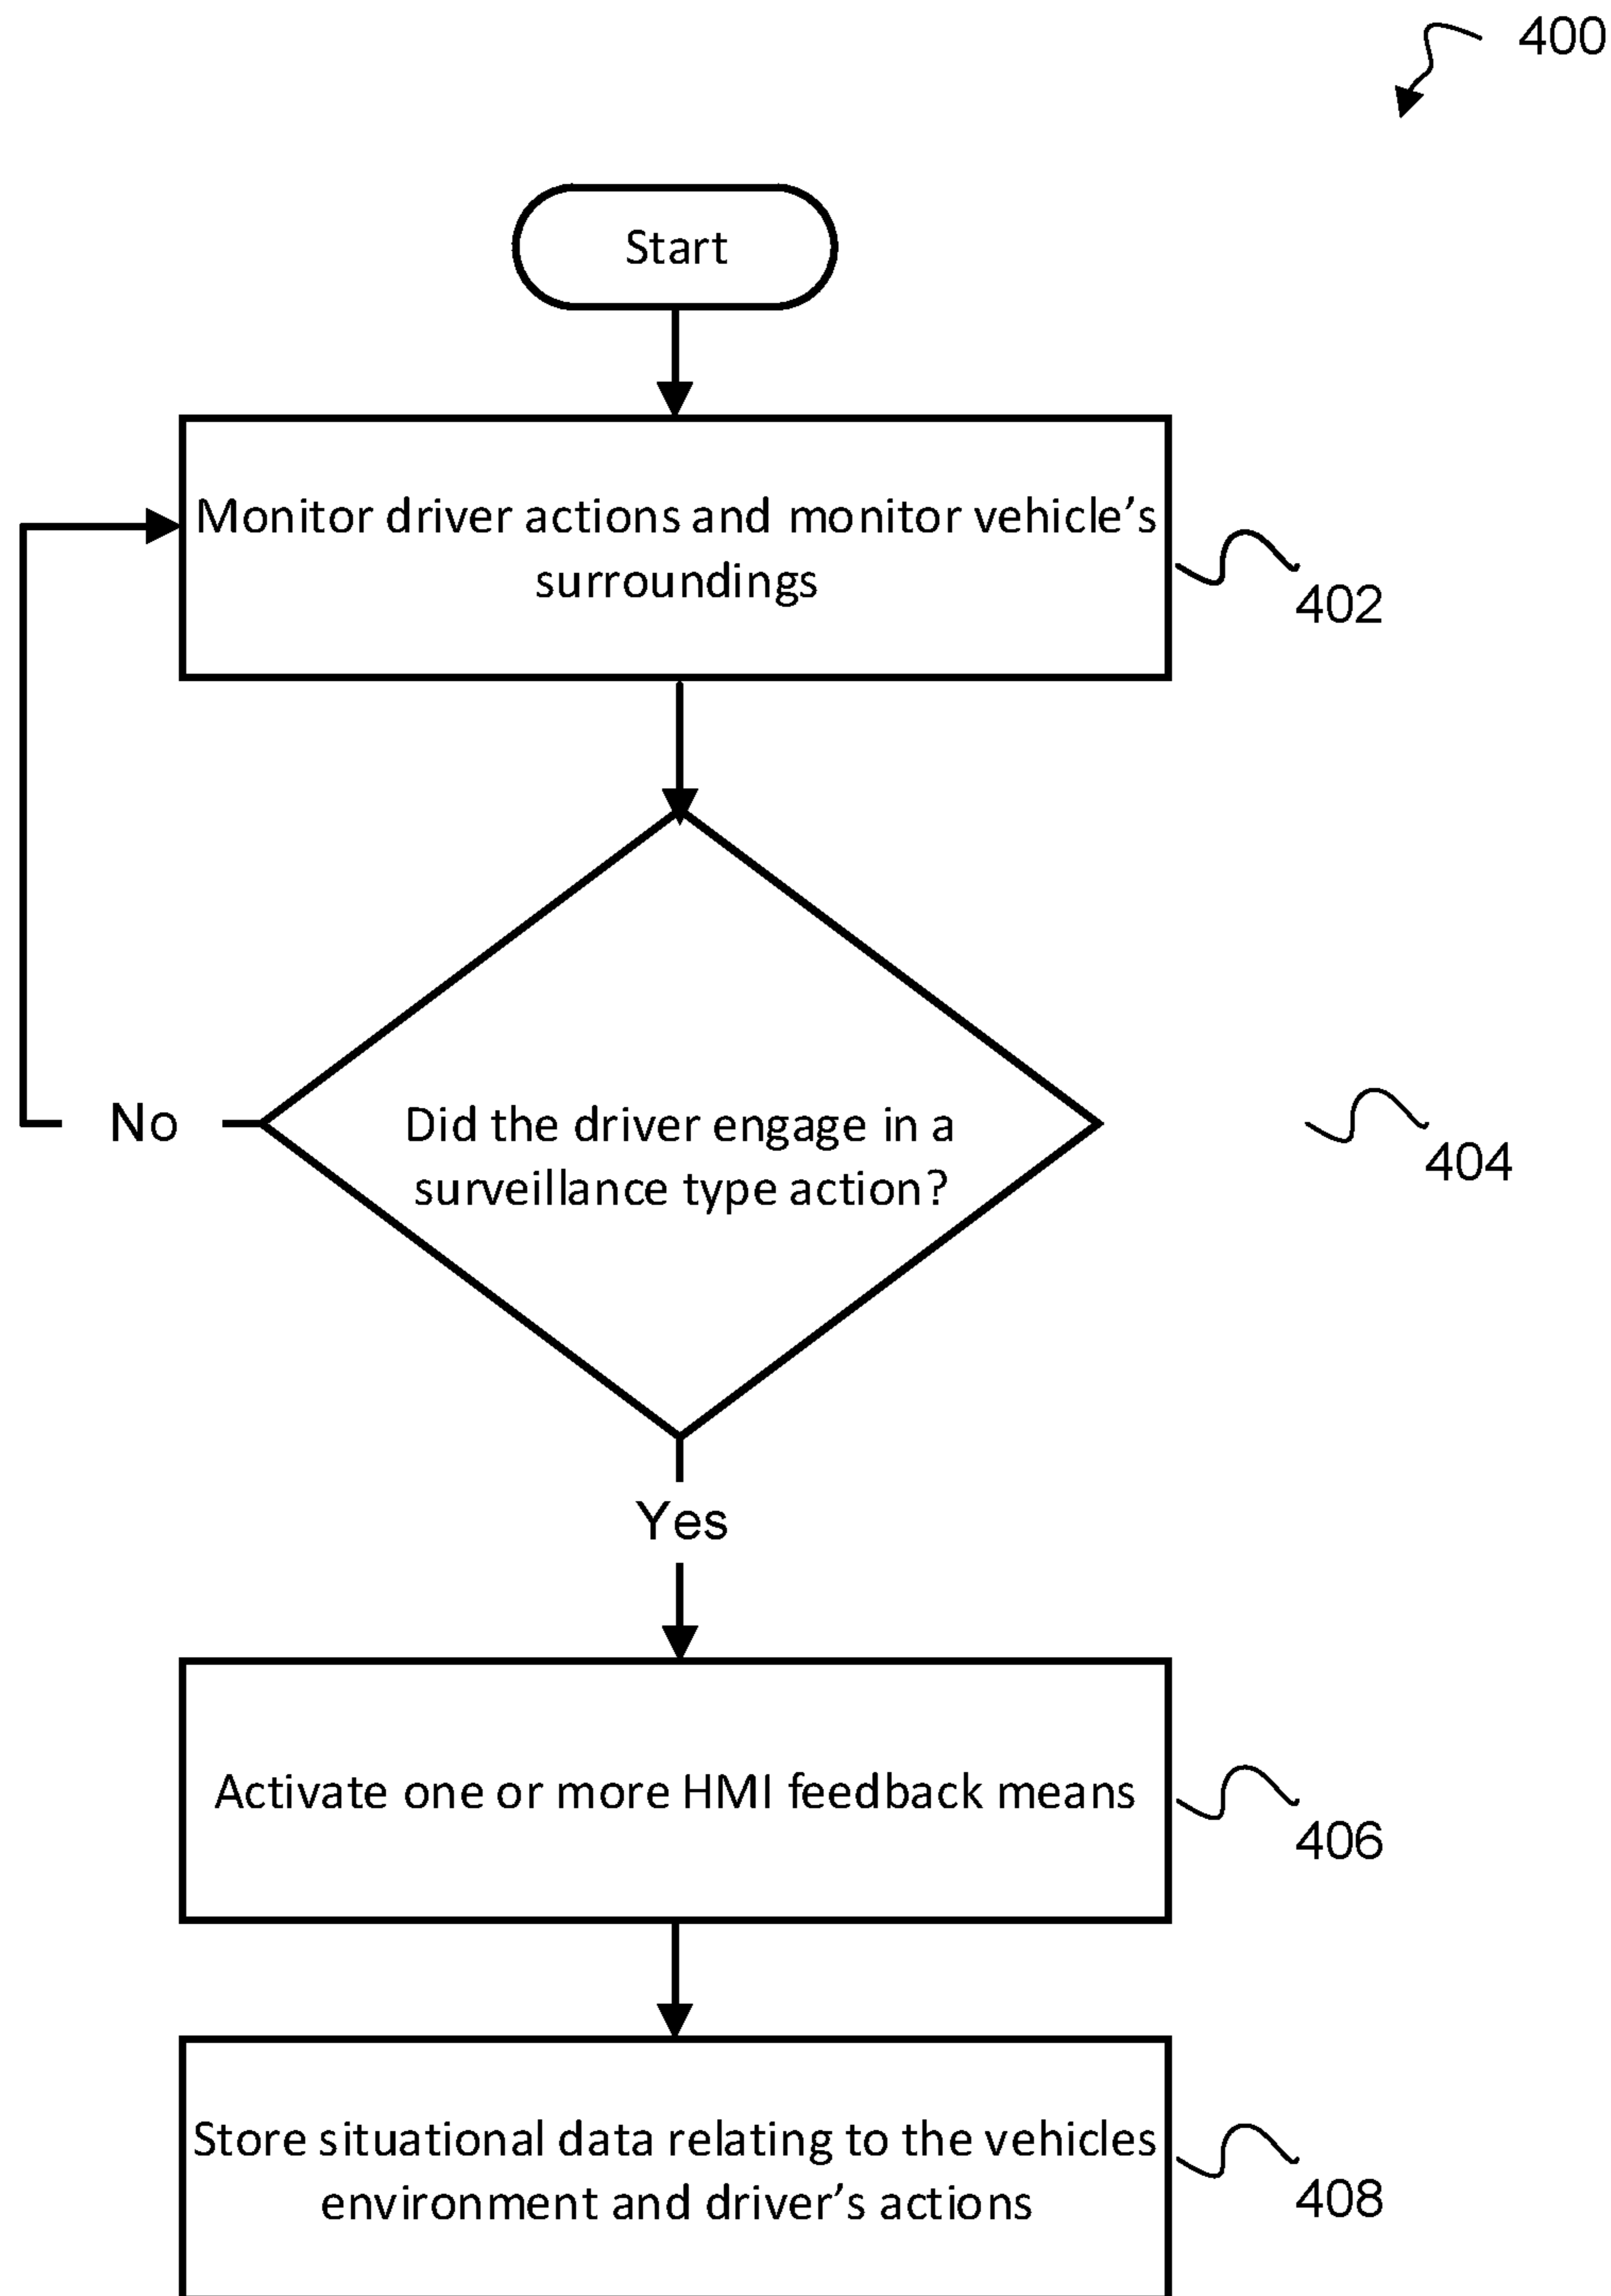 400
Start
Monitor driver actions and monitor vehicle’s
surroundings
402
No
Did the driver engage in a
surveillance type action?
404
Yes
Activate one or more HMI feedback means
406
Store situational data relating to the vehicles
environment and driver’s actions
408